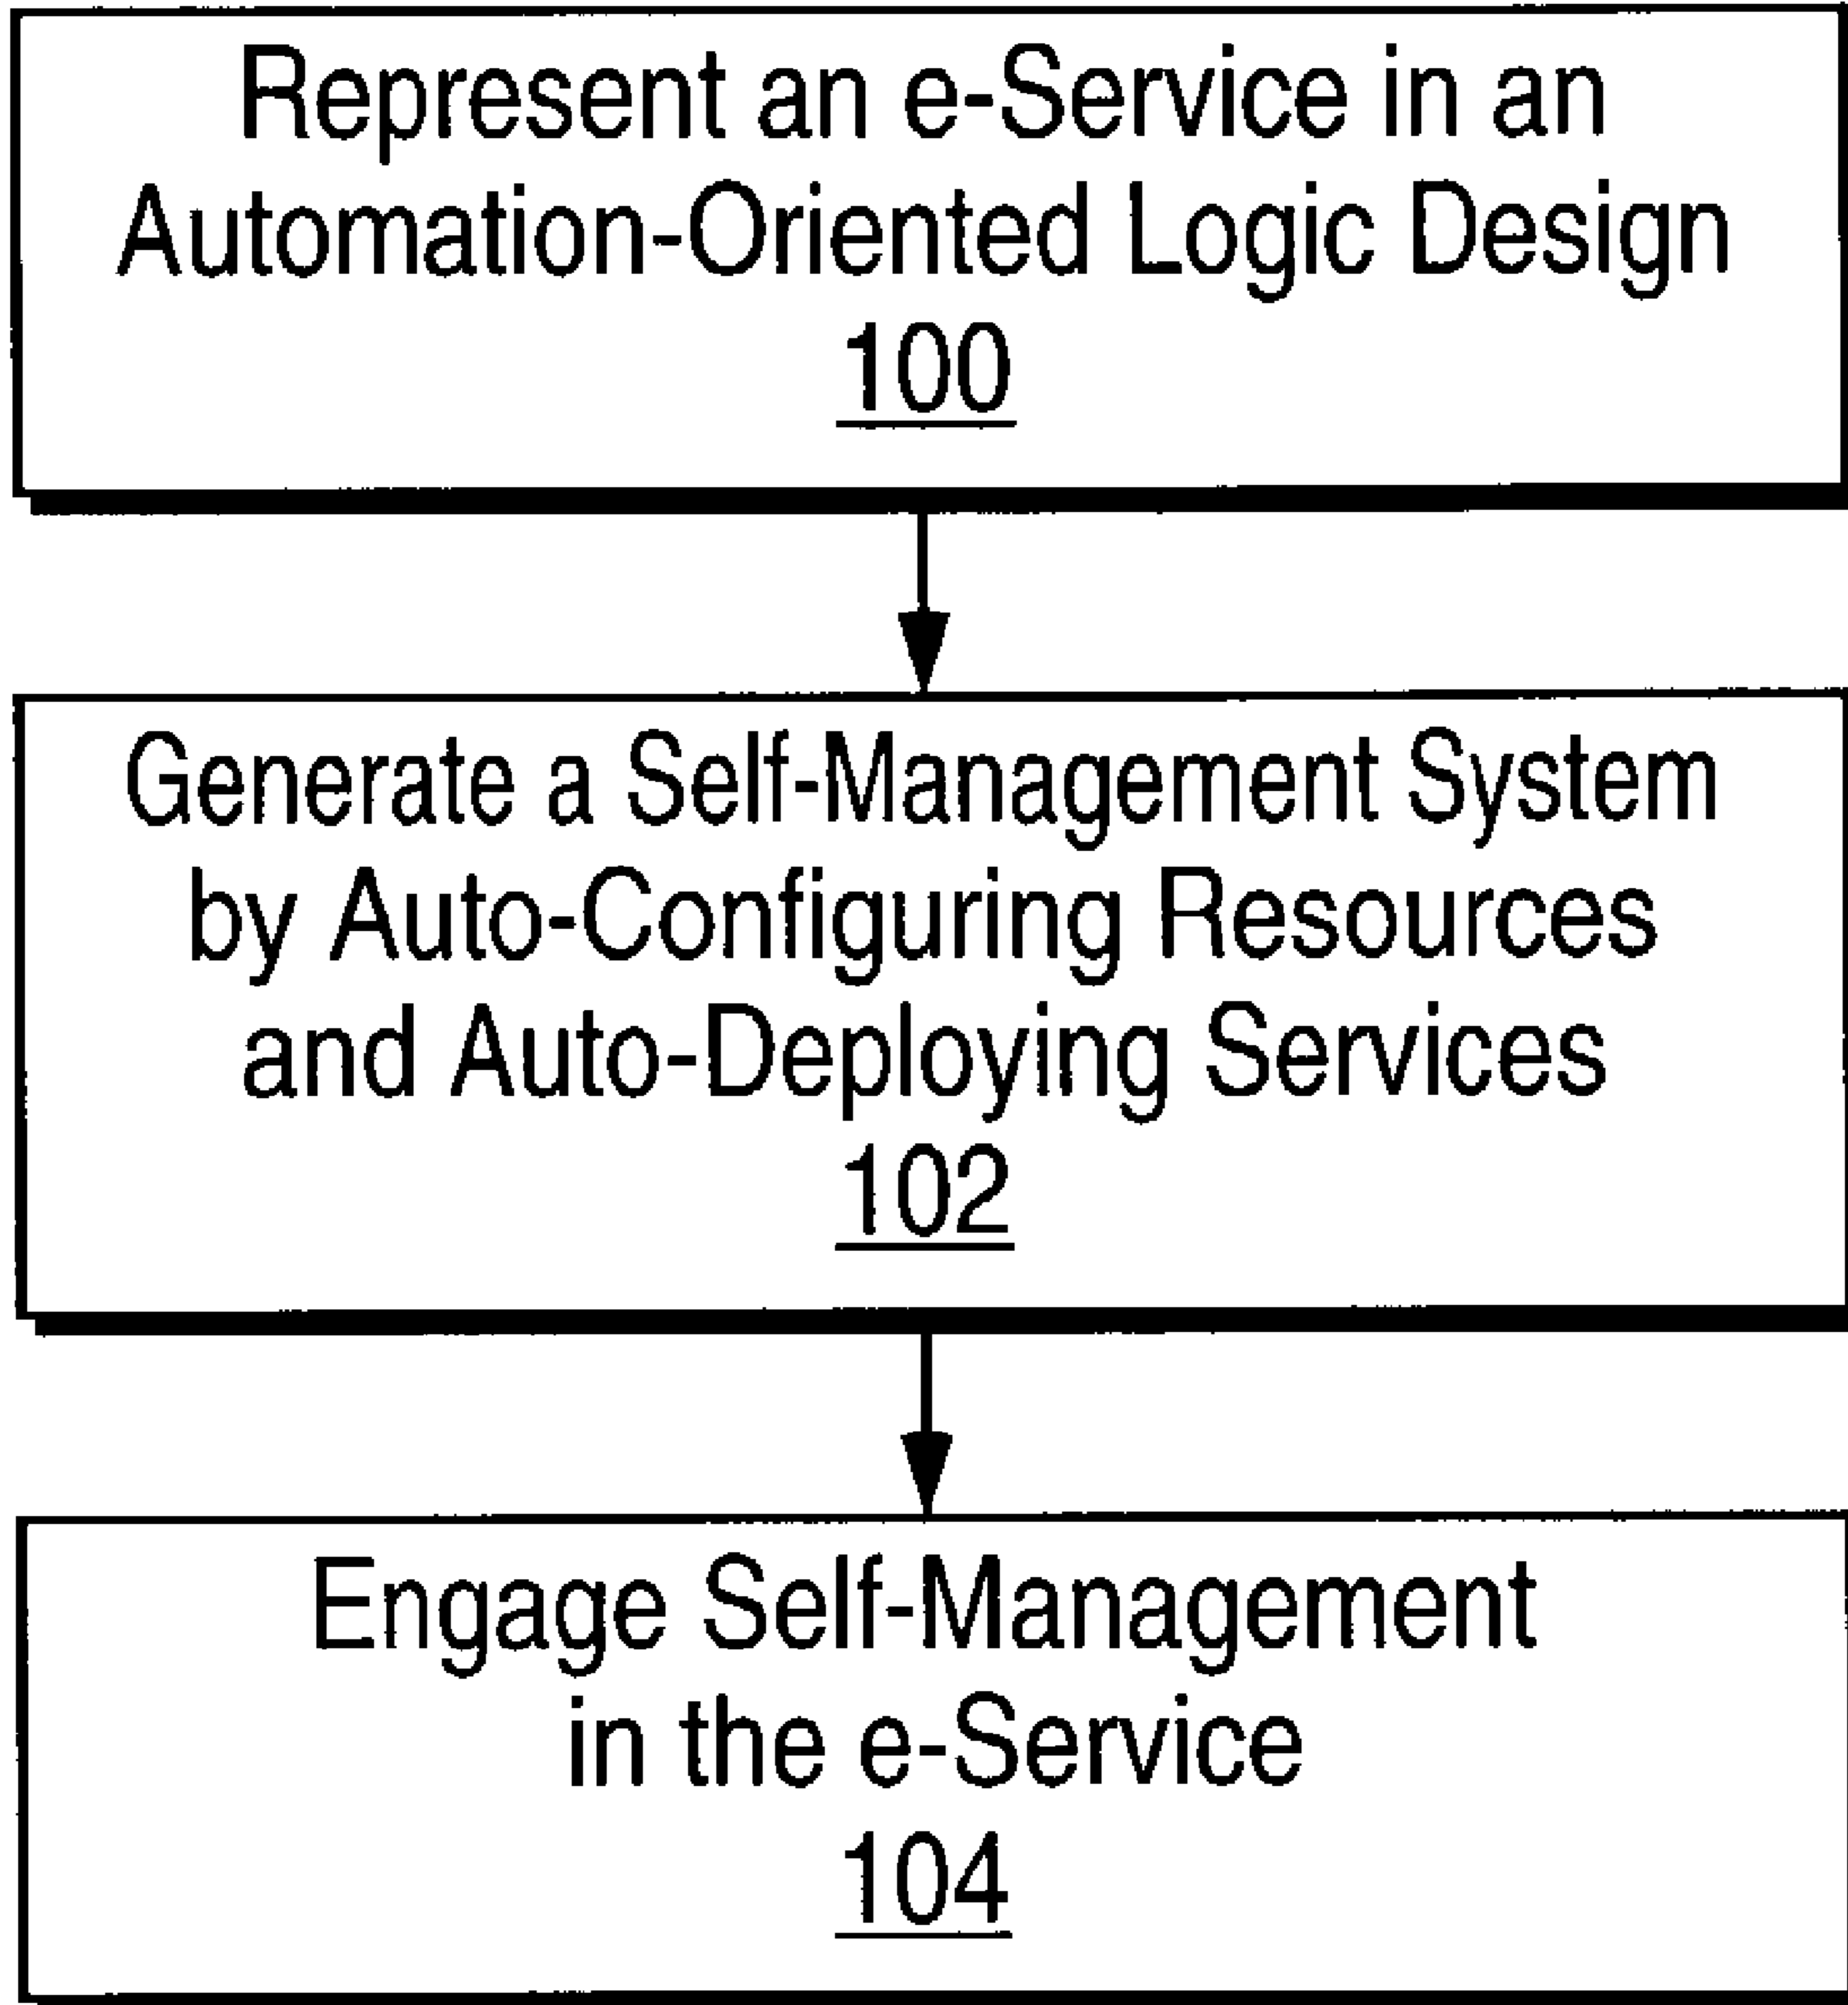 Represent an e-Service in an
Automation-Oriented Logic Design
100
Generate a Self-Management System
by Auto-Configuring Resources
and Auto-Deploying Services
102
Engage Self-Management
in the e-Service
104